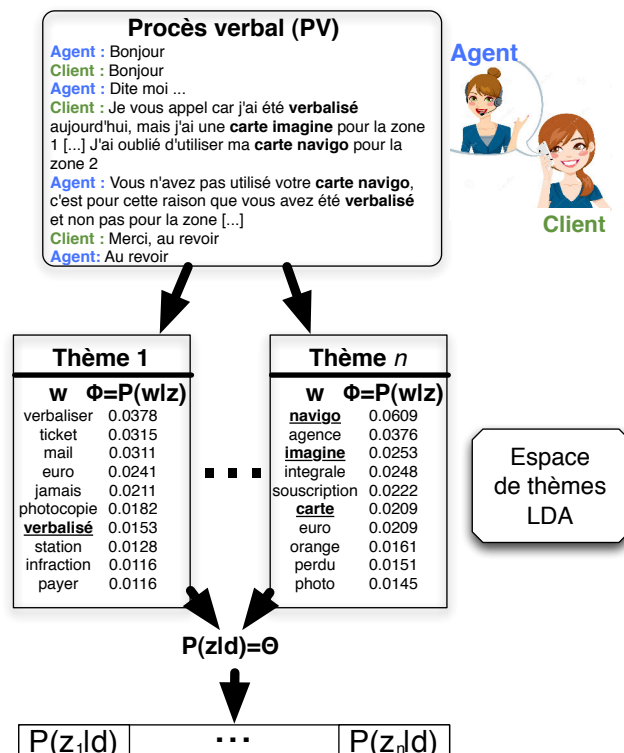 Procès verbal (PV)
Agent : Bonjour
Client : Bonjour
Agent : Dite moi ...
Client : Je vous appel car j'ai été verbalisé
aujourd'hui, mais j'ai une carte imagine pour la zone
1 [...] J'ai oublié d'utiliser ma carte navigo pour la
zone 2
Agent : Vous n'avez pas utilisé votre carte navigo,
c'est pour cette raison que vous avez été verbalisé
et non pas pour la zone [...]
Client : Merci, au revoir
Agent: Au revoir
Agent
Client
Thème 1
w Φ=P(w|z)
verbaliser 0.0378
ticket 0.0315
mail 0.0311
euro 0.0241
jamais 0.0211
photocopie 0.0182
verbalisé 0.0153
station 0.0128
infraction 0.0116
payer 0.0116
...
Thème n
w Φ=P(w|z)
navigo 0.0609
agence 0.0376
imagine 0.0253
integrale 0.0248
souscription 0.0222
carte 0.0209
euro 0.0209
orange 0.0161
perdu 0.0151
photo 0.0145
Espace
de thèmes
LDA
P(z|d)=Θ
P(z₁|d) ... P(zₙ|d)